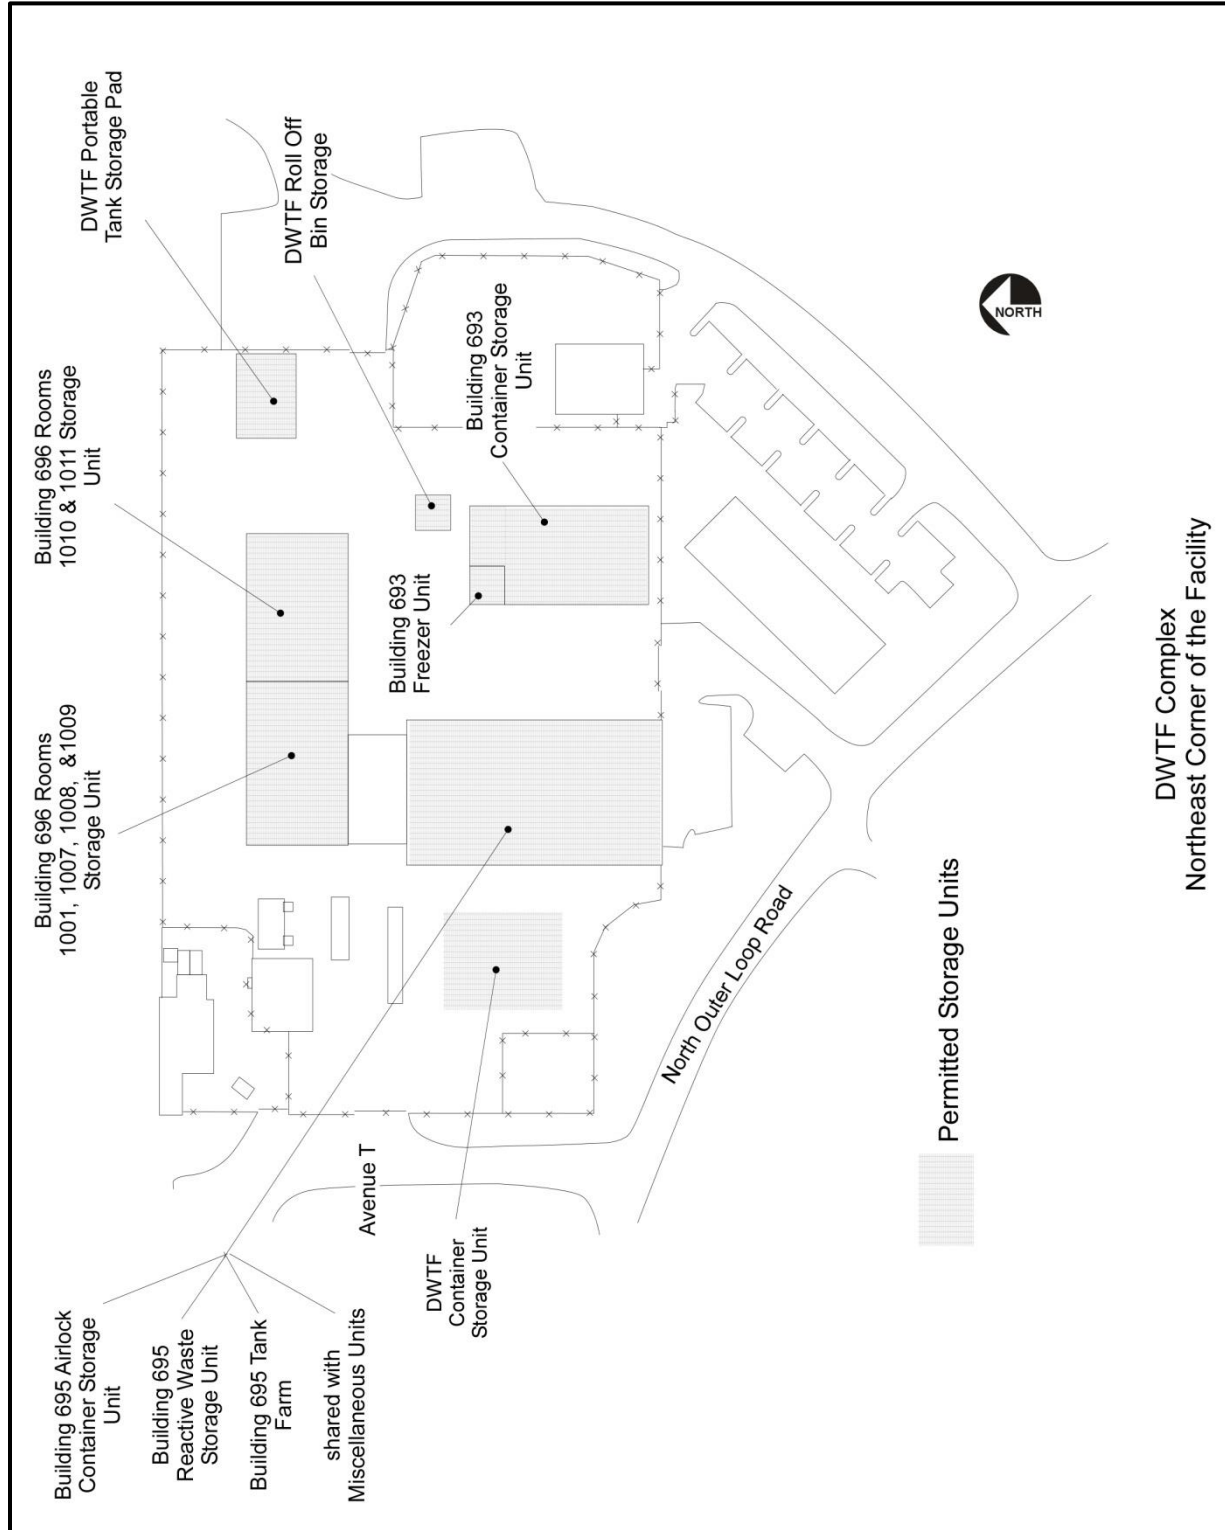 Building 696 Rooms
1001, 1007, 1008, &1009
Storage Unit
Building 696 Rooms
1010 & 1011 Storage
Unit
DWTF Portable
Tank Storage Pad
DWTF Roll Off
Bin Storage
Building 693
Container Storage
Unit
Building 693
Freezer Unit
Building 695 Airlock
Container Storage
Unit
Building 695
Reactive Waste
Storage Unit
Building 695 Tank
Farm
shared with
Miscellaneous Units
Avenue T
DWTF
Container
Storage Unit
North Outer Loop Road
NORTH
Permitted Storage Units
DWTF Complex
Northeast Corner of the Facility